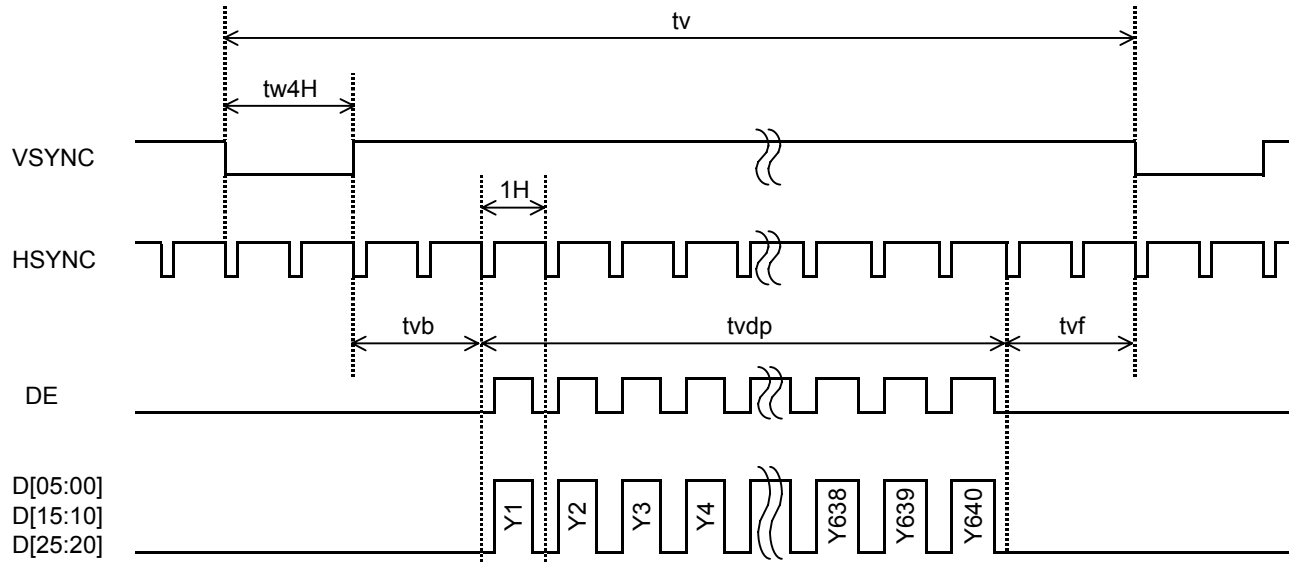 tv
tw4H
VSYNC
1H
HSYNC
tvb
tvdp
tvf
DE
D[05:00]
D[15:10]
D[25:20]
Y1
Y2
Y3
Y4
Y638
Y639
Y640